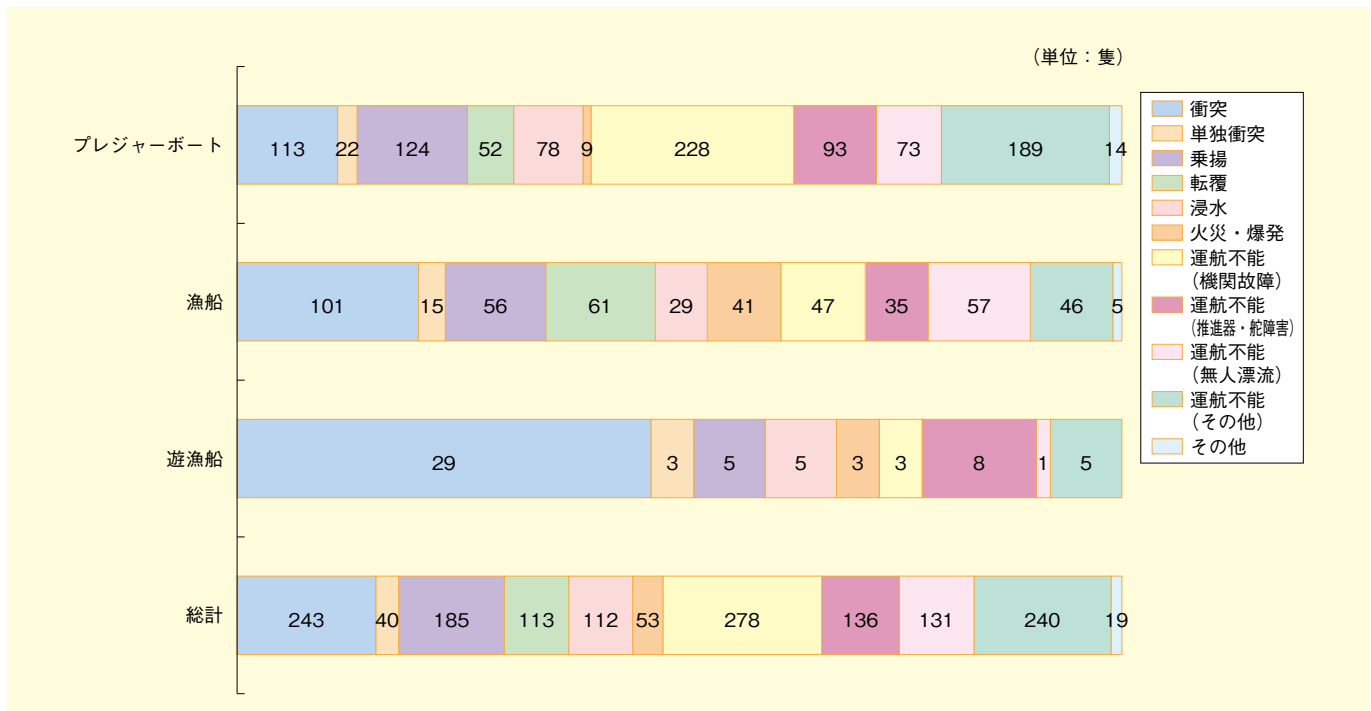 (単位:隻)
プレジャーボート
113 22 124 52 78 9 228 93 73 189 14
漁船
101 15 56 61 29 41 47 35 57 46 5
遊漁船
29 3 5 5 3 3 8 1 5
総計
243 40 185 113 112 53 278 136 131 240 19
衝突
単独衝突
乗揚
転覆
浸水
火災・爆発
運航不能
(機関故障)
運航不能
(推進器・舵障害)
運航不能
(無人漂流)
運航不能
(その他)
その他